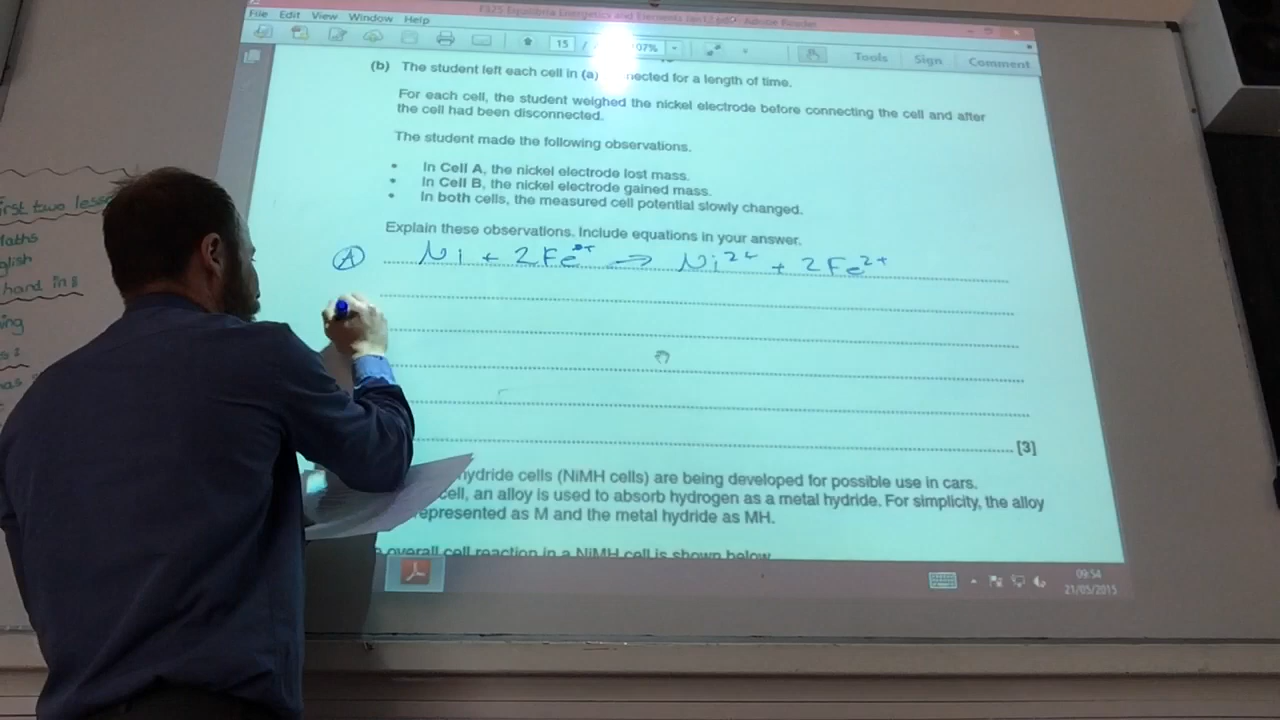 F325 Equilibria Energetics and Elements Jan12.pdf - Adobe Reader
File Edit View Window Help
15 / 07%
Tools Sign Comment
(b) The student left each cell in (a) nected for a length of time.
For each cell, the student weighed the nickel electrode before connecting the cell and after
the cell had been disconnected.
The student made the following observations.
• In Cell A, the nickel electrode lost mass.
• In Cell B, the nickel electrode gained mass.
• In both cells, the measured cell potential slowly changed.
Explain these observations. Include equations in your answer.
Ⓐ Ni + 2Fe³⁺ → Ni²⁺ + 2Fe²⁺
[3]
hydride cells (NiMH cells) are being developed for possible use in cars.
cell, an alloy is used to absorb hydrogen as a metal hydride. For simplicity, the alloy
epresented as M and the metal hydride as MH.
overall cell reaction in a NiMH cell is shown below
09:54
21/05/2015
irst two less
Maths
glish
hand in
ing
s:
as